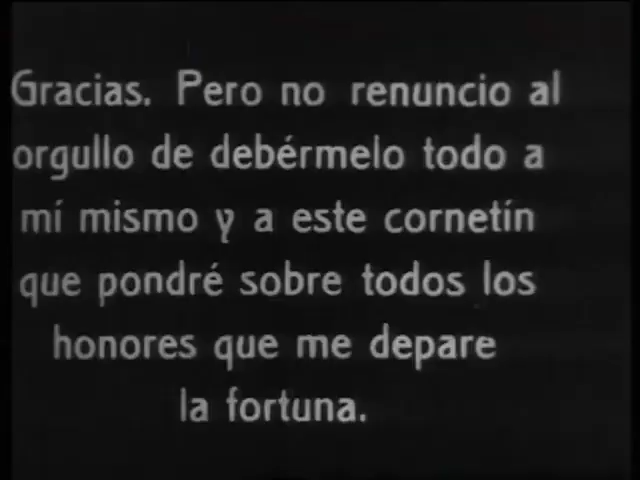 Gracias. Pero no renuncio al
orgullo de debérmelo todo a
mí mismo y a este cornetín
que pondré sobre todos los
honores que me depare
la fortuna.